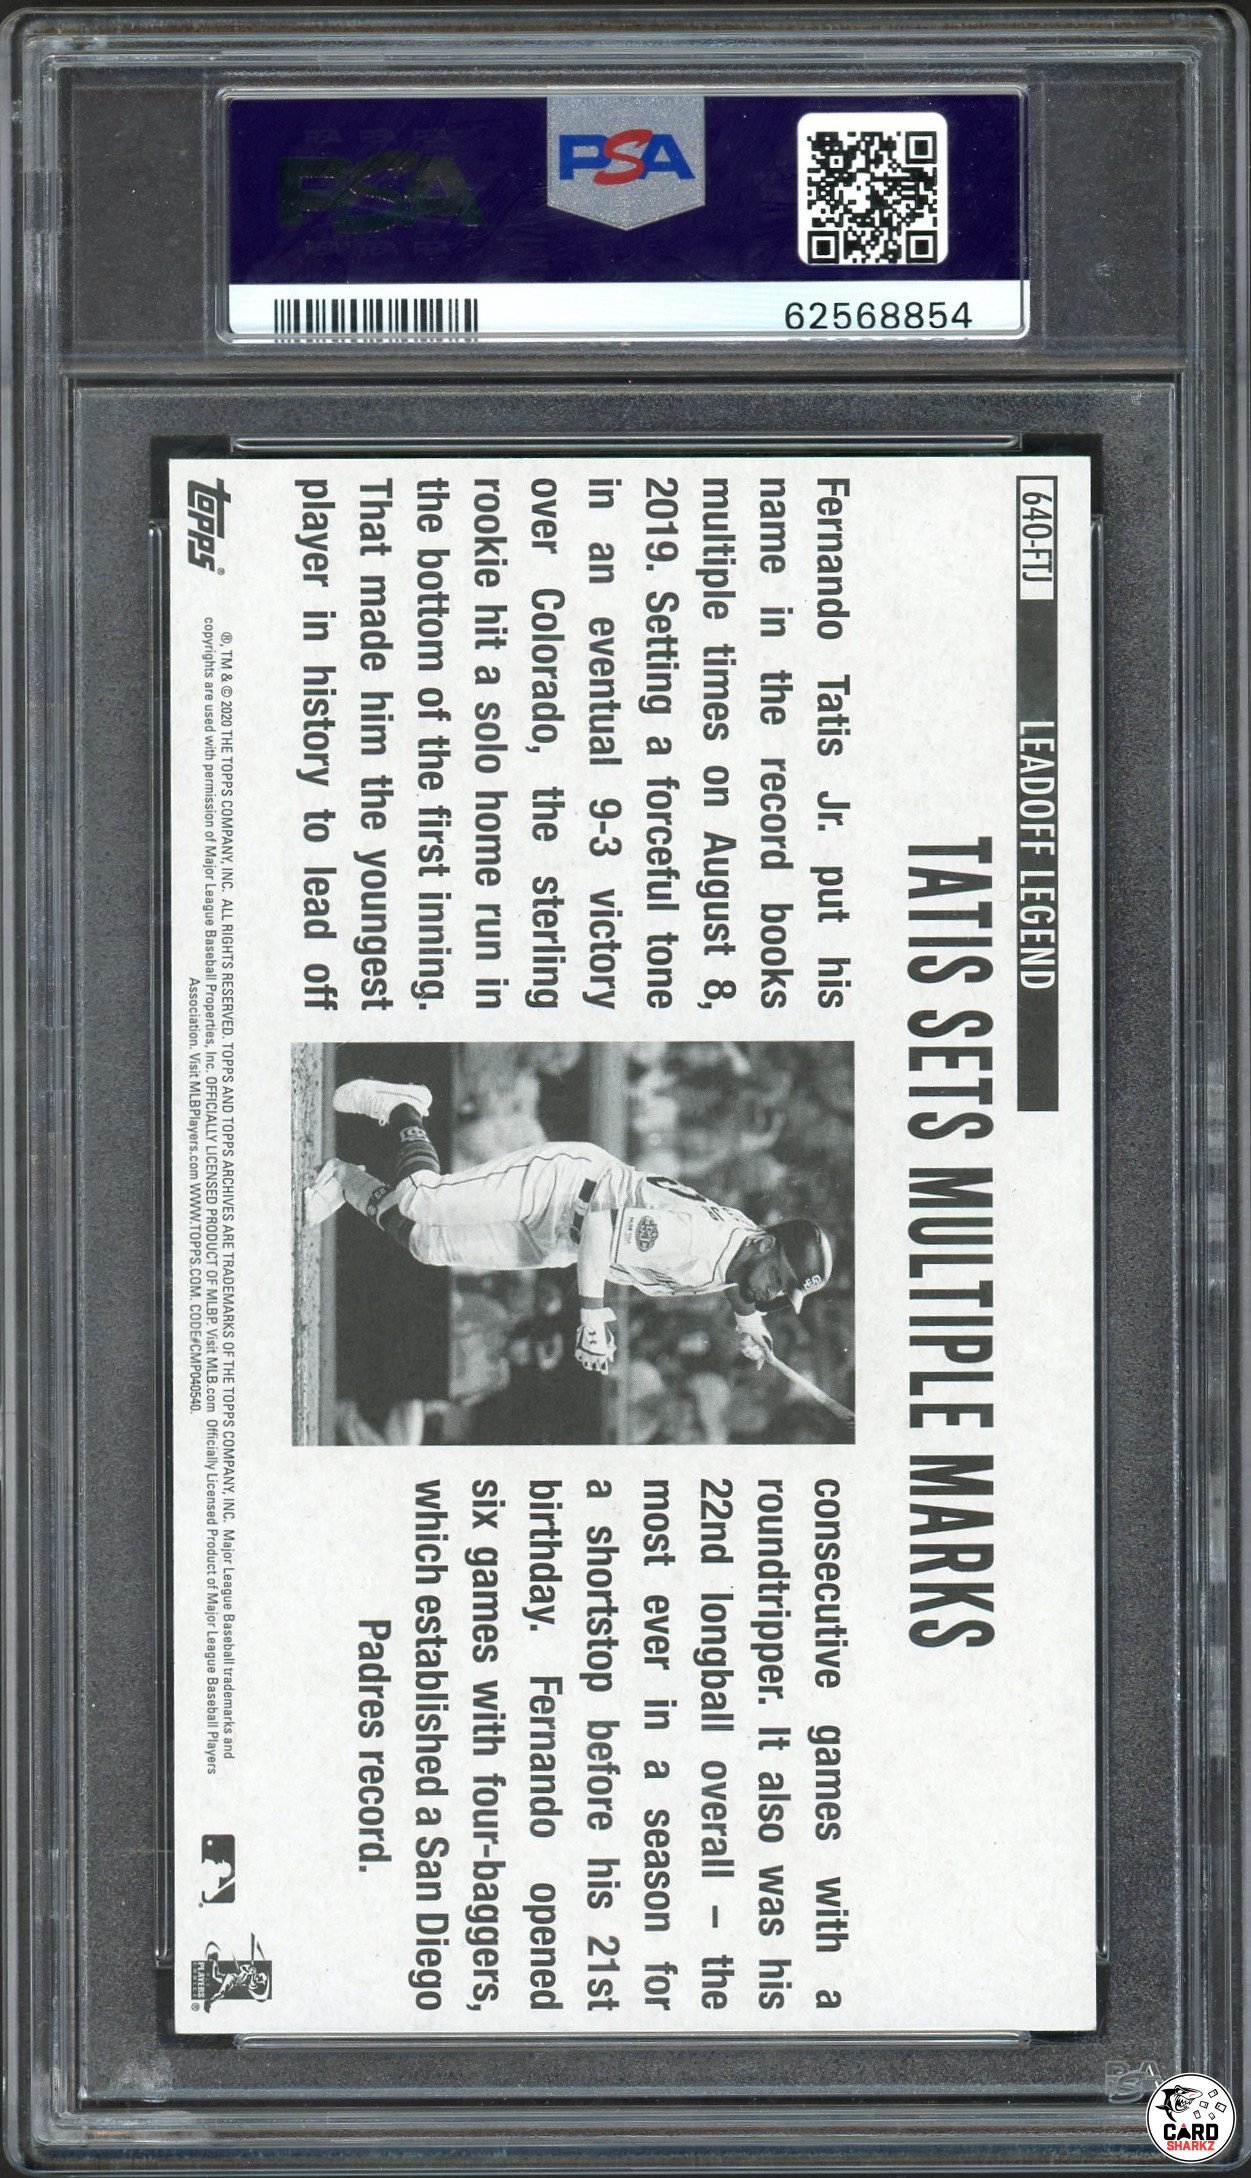 PSA
PSA
62568854
640-FTJ
LEADOFF LEGEND
TATIS SETS MULTIPLE MARKS
Fernando Tatis Jr. put his
name in the record books
multiple times on August 8,
2019. Setting a forceful tone
in an eventual 9-3 victory
over Colorado, the sterling
rookie hit a solo home run in
the bottom of the first inning.
That made him the youngest
player in history to lead off
consecutive games with a
roundtripper. It also was his
22nd longball overall – the
most ever in a season for
a shortstop before his 21st
birthday. Fernando opened
six games with four-baggers,
which established a San Diego
Padres record.
topps®
®, TM & © 2020 THE TOPPS COMPANY, INC. ALL RIGHTS RESERVED. TOPPS AND TOPPS ARCHIVES ARE TRADEMARKS OF THE TOPPS COMPANY, INC. Major League Baseball trademarks and
copyrights are used with permission of Major League Baseball Properties, Inc. OFFICIALLY LICENSED PRODUCT OF MLBP. Visit MLB.com Officially Licensed Product of Major League Baseball Players
Association. Visit MLBPlayers.com WWW.TOPPS.COM. CODE#CMP040540.
PLAYERS
PSA
CARD
SHARKZ